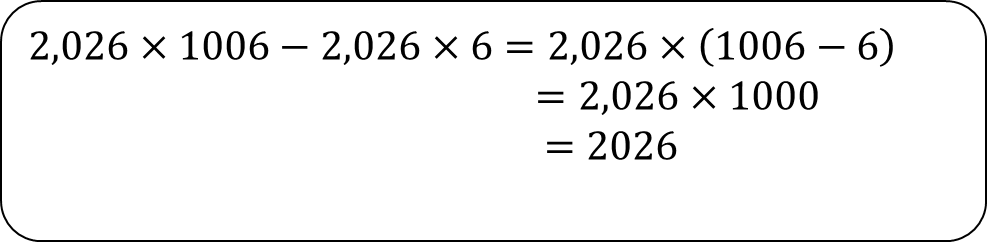 2,026 × 1006 − 2,026 × 6 = 2,026 × (1006 − 6)
= 2,026 × 1000
= 2026